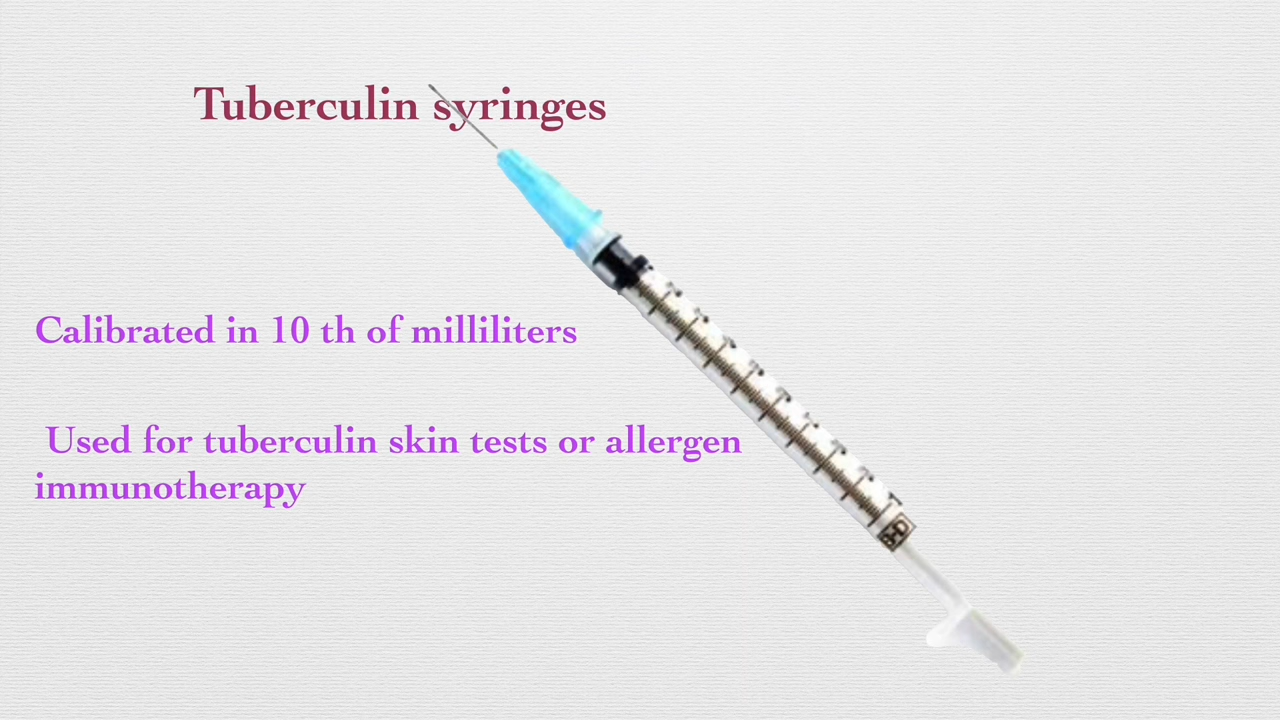 Tuberculin syringes
Calibrated in 10 th of milliliters
Used for tuberculin skin tests or allergen
immunotherapy
B-D